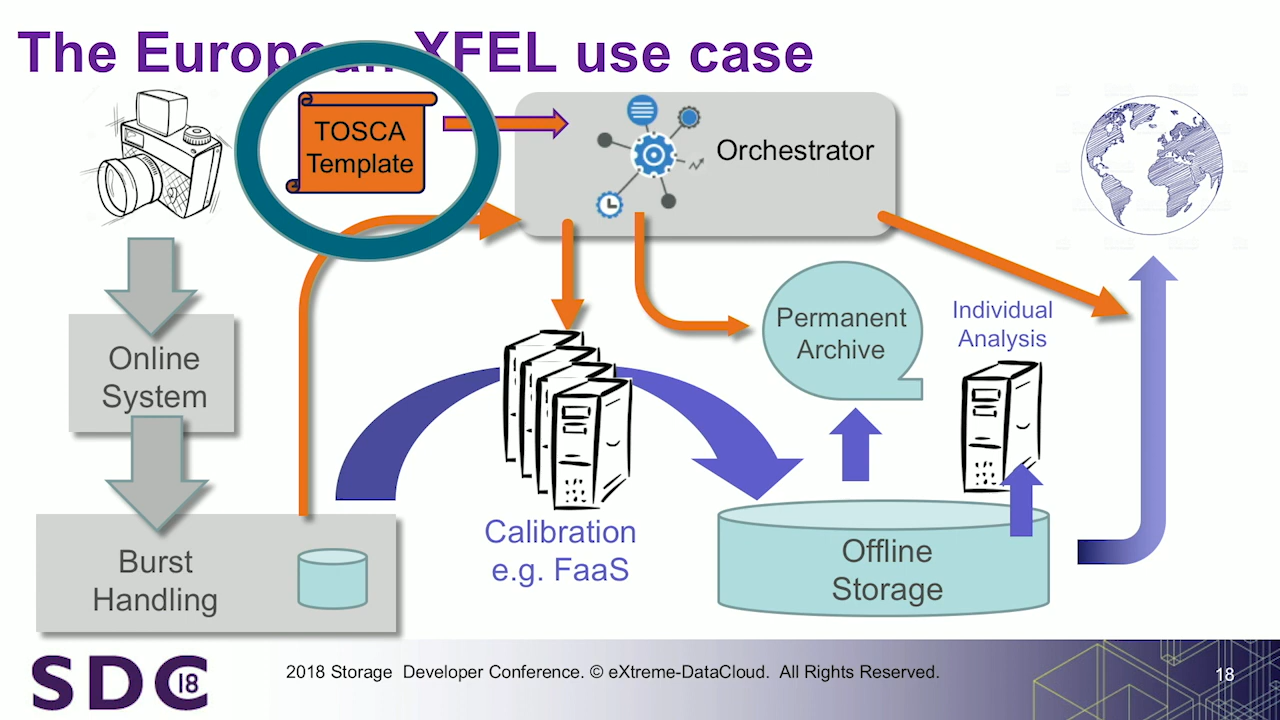 The European XFEL use case
TOSCA
Template
Orchestrator
Permanent
Archive
Individual
Analysis
Online
System
Calibration
e.g. FaaS
Offline
Storage
Burst
Handling
SDC 18
2018 Storage Developer Conference. © eXtreme-DataCloud. All Rights Reserved.
18